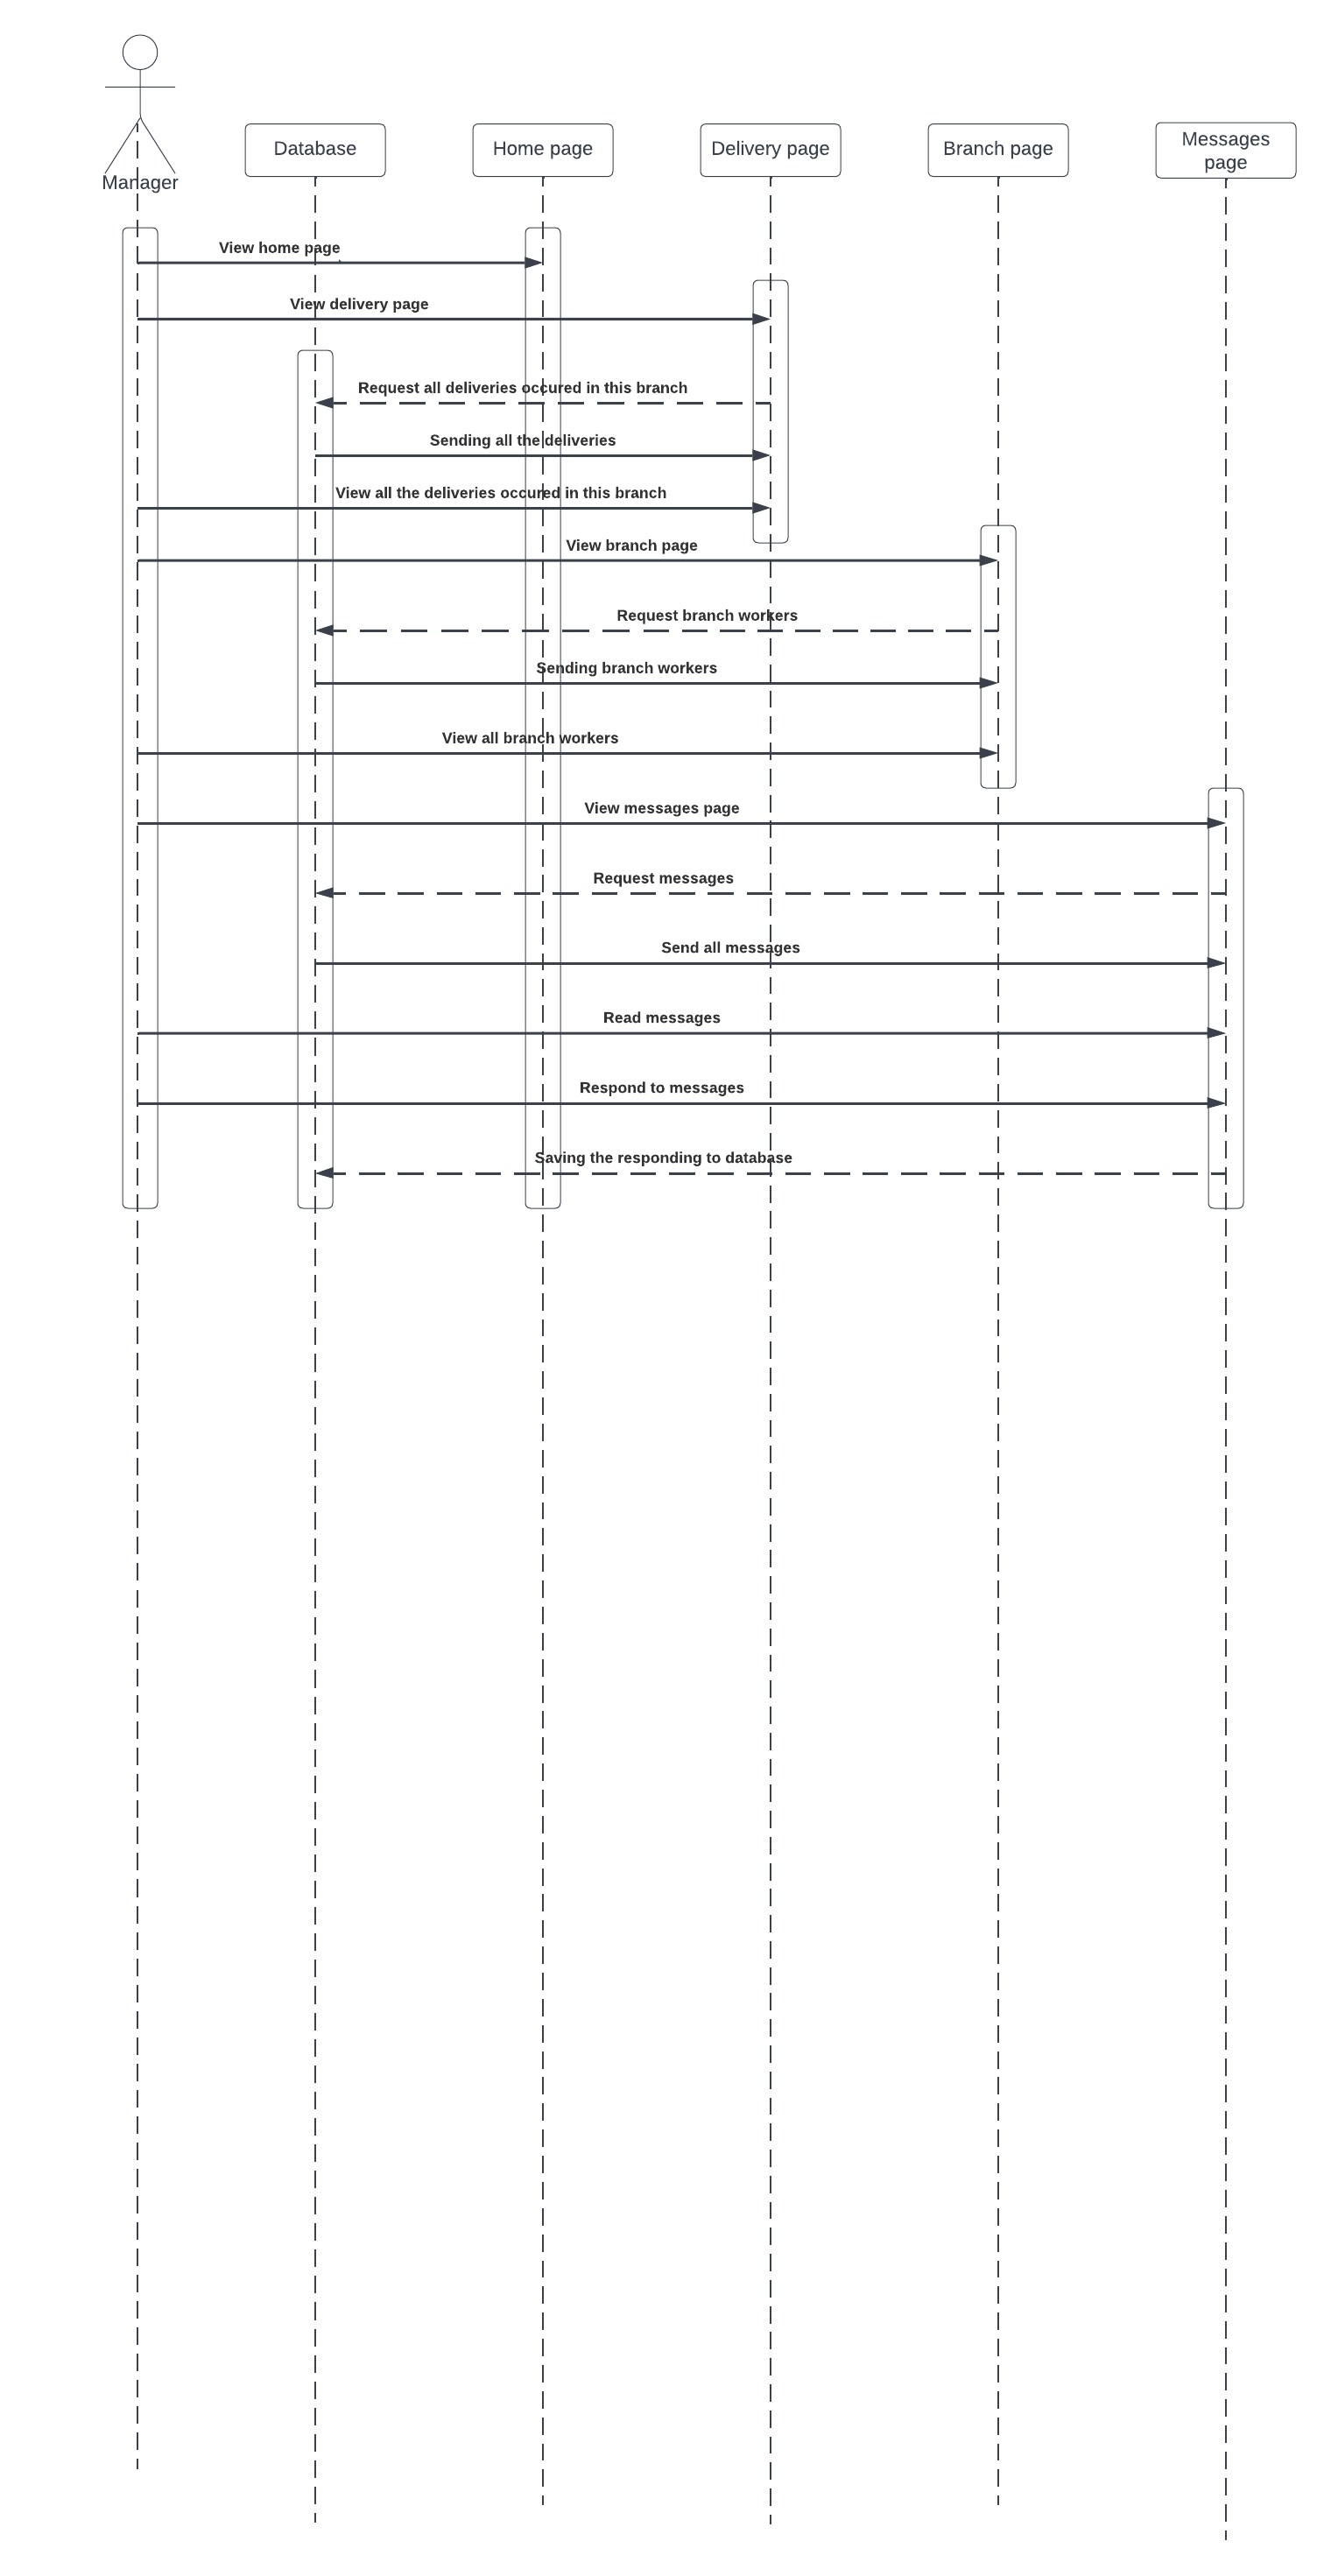 Manager
Database
Home page
Delivery page
Branch page
Messages
page
View home page
View delivery page
Request all deliveries occured in this branch
Sending all the deliveries
View all the deliveries occured in this branch
View branch page
Request branch workers
Sending branch workers
View all branch workers
View messages page
Request messages
Send all messages
Read messages
Respond to messages
Saving the responding to database